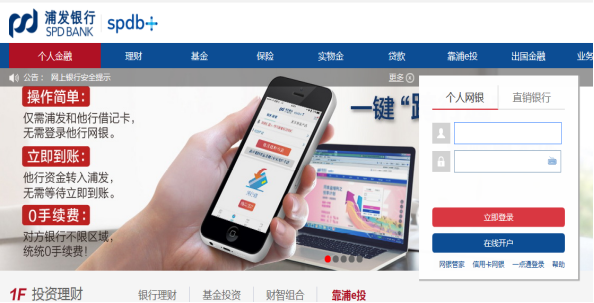 浦发银行 spdb+
SPD BANK
个人金融 理财 基金 保险 实物金 贷款 靠浦e投 出国金融 业务
公告： 网上银行安全提示 更多
操作简单：
仅需浦发和他行借记卡，
无需登录他行网银。
立即到账：
他行资金转入浦发，
无需等待立即到账。
0手续费：
对方银行不限区域，
统统0手续费！
一键“
个人网银 直销银行
立即登录
在线开户
网银管家 信用卡网银 一点通登录 帮助
1F 投资理财 银行理财 基金投资 财智组合 靠浦e投